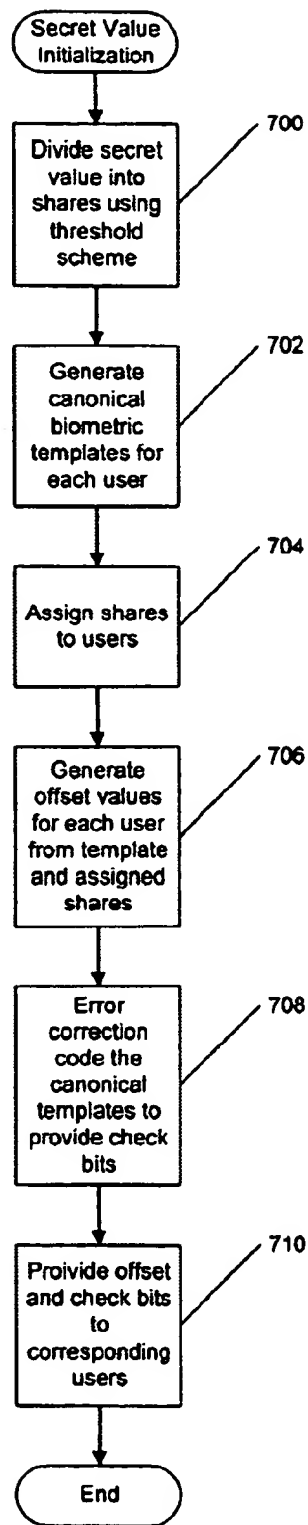 Secret Value
Initialization
700
Divide secret
value into
shares using
threshold
scheme
702
Generate
canonical
biometric
templates for
each user
704
Assign shares
to users
706
Generate
offset values
for each user
from template
and assigned
shares
708
Error
correction
code the
canonical
templates to
provide check
bits
710
Proivide offset
and check bits
to
corresponding
users
End